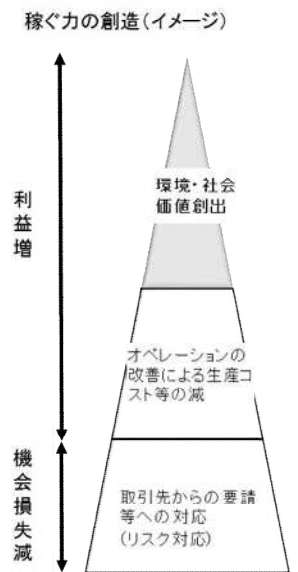 稼ぐ力の創造(イメージ)
利益増
環境・社会
価値創出
オペレーションの
改善による生産コ
スト等の減
機会損失減
取引先からの要請
等への対応
(リスク対応)